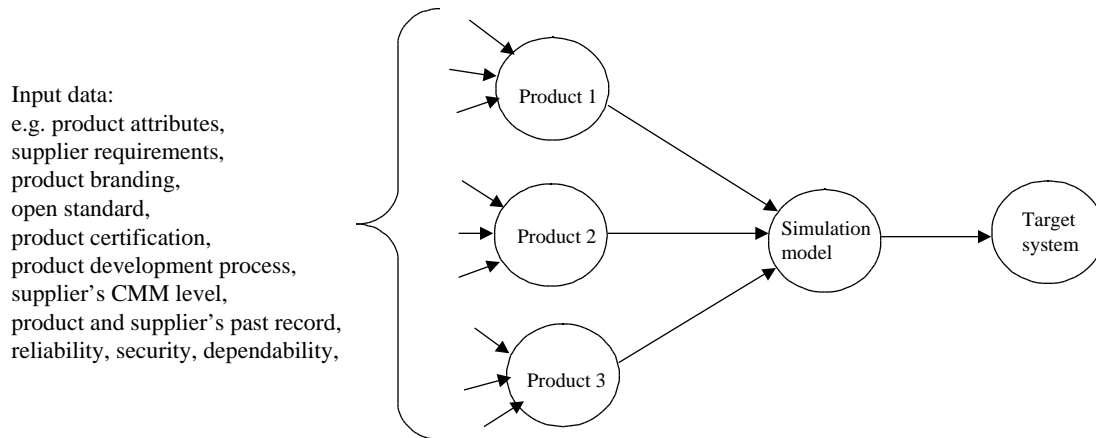 Input data:
e.g. product attributes,
supplier requirements,
product branding,
open standard,
product certification,
product development process,
supplier's CMM level,
product and supplier's past record,
reliability, security, dependability,
Product 1
Product 2
Product 3
Simulation
model
Target
system